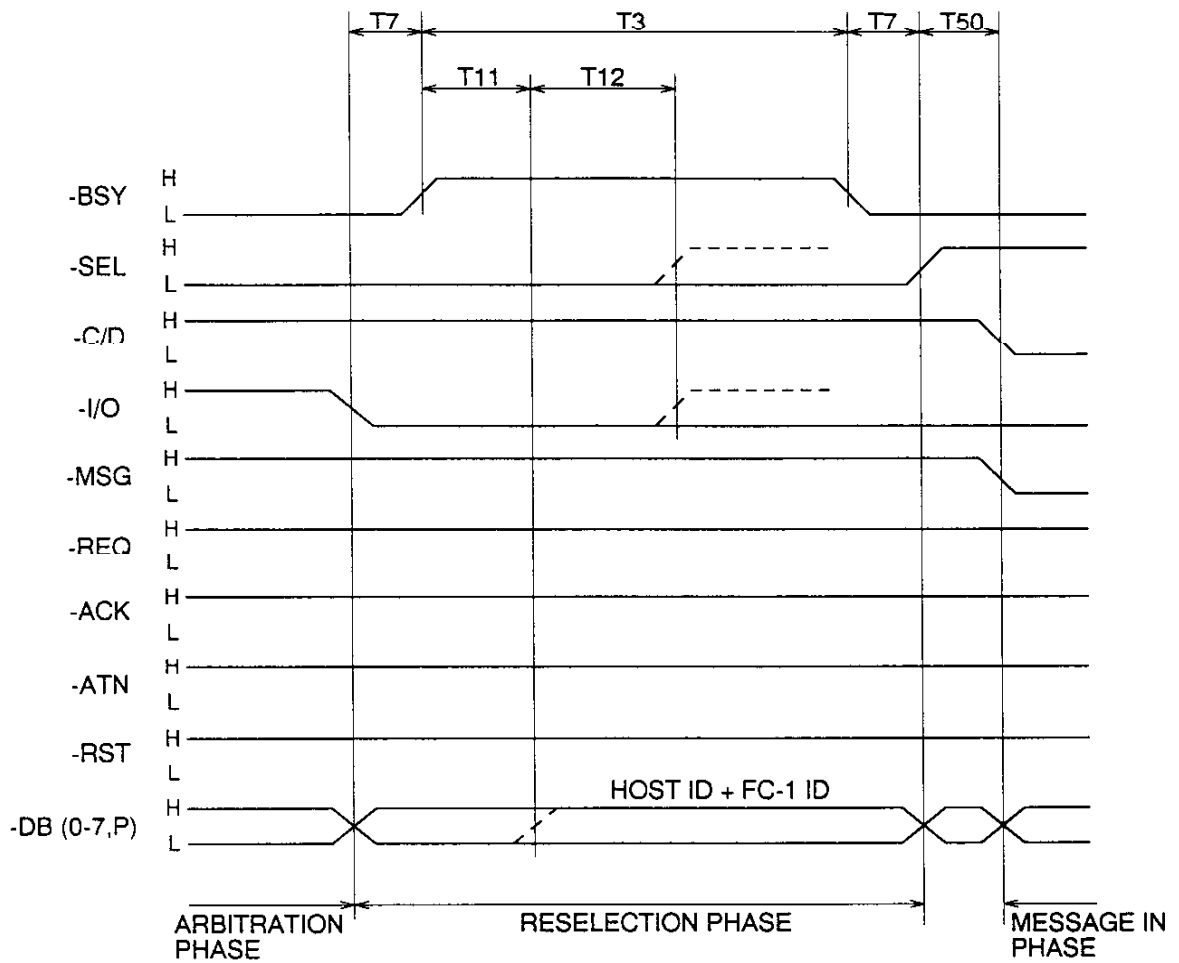 T7 T3 T7 T50
T11 T12
-BSY H
L
-SEL H
L
-C/D H
L
-I/O H
L
-MSG H
L
-REQ H
L
-ACK H
L
-ATN H
L
-RST H
L
HOST ID + FC-1 ID
-DB (0-7,P) H
L
ARBITRATION PHASE
RESELECTION PHASE
MESSAGE IN PHASE